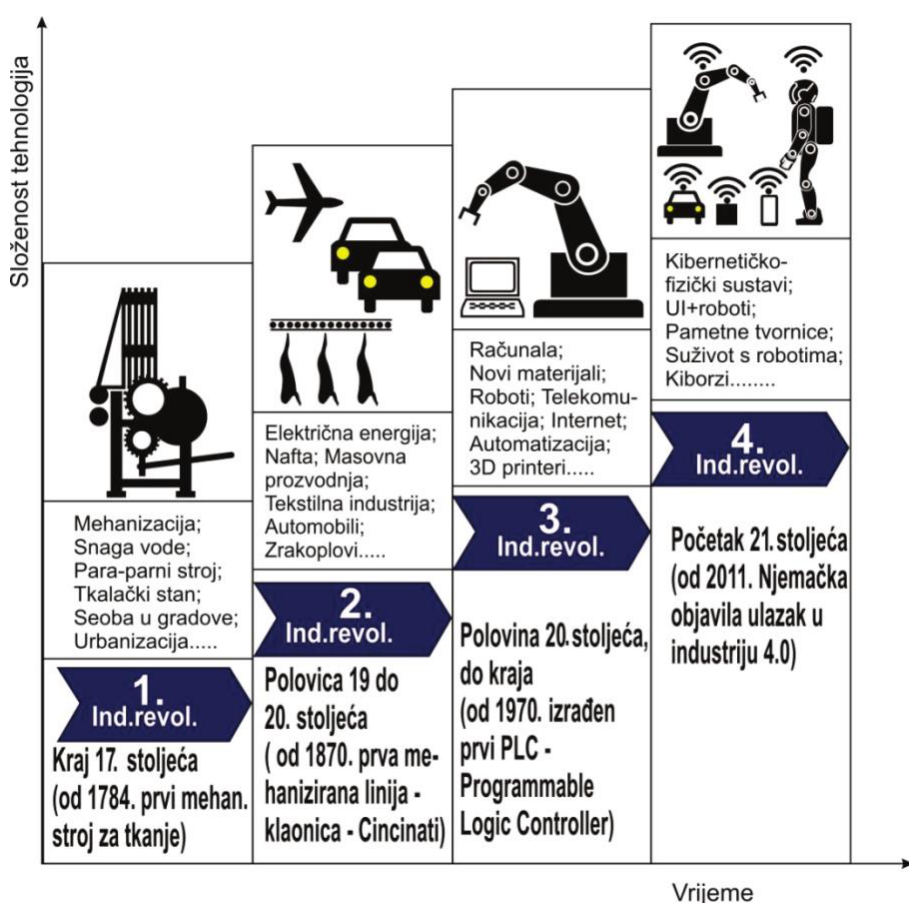 Složenost tehnologija
Mehanizacija;
Snaga vode;
Para-parni stroj;
Tkalački stan;
Seoba u gradove;
Urbanizacija.....
1.
Ind.revol.
Kraj 17. stoljeća
(od 1784. prvi mehan.
stroj za tkanje)
Električna energija;
Nafta; Masovna
prozvodnja;
Tekstilna industrija;
Automobili;
Zrakoplovi.....
2.
Ind.revol.
Polovica 19 do
20. stoljeća
( od 1870. prva me-
hanizirana linija -
klaonica - Cincinati)
Računala;
Novi materijali;
Roboti; Telekomu-
nikacija; Internet;
Automatizacija;
3D printeri.....
3.
Ind.revol.
Polovina 20. stoljeća,
do kraja
(od 1970. izrađen
prvi PLC -
Programmable
Logic Controller)
Kibernetičko-
fizički sustavi;
UI+roboti;
Pametne tvornice;
Suživot s robotima;
Kiborzi........
4.
Ind.revol.
Početak 21. stoljeća
(od 2011. Njemačka
objavila ulazak u
industriju 4.0)
Vrijeme